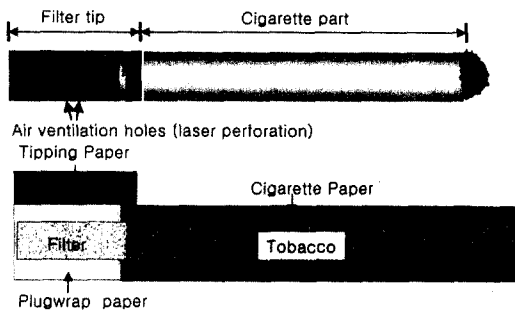 Filter tip
Cigarette part
Air ventilation holes (laser perforation)
Tipping Paper
Cigarette Paper
Filter
Tobacco
Plugwrap paper